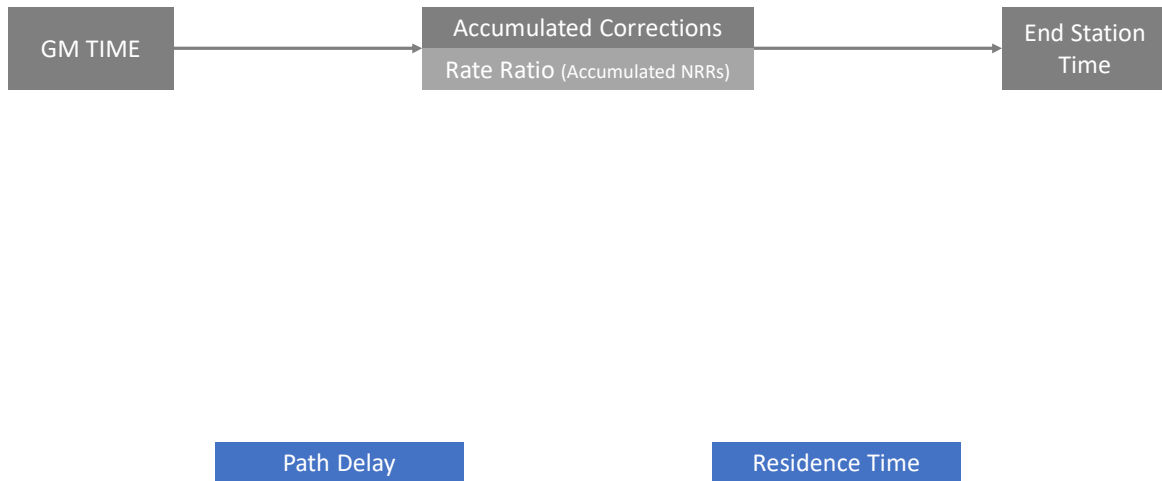 GM TIME
Accumulated Corrections
Rate Ratio (Accumulated NRRs)
End Station
Time
Path Delay
Residence Time